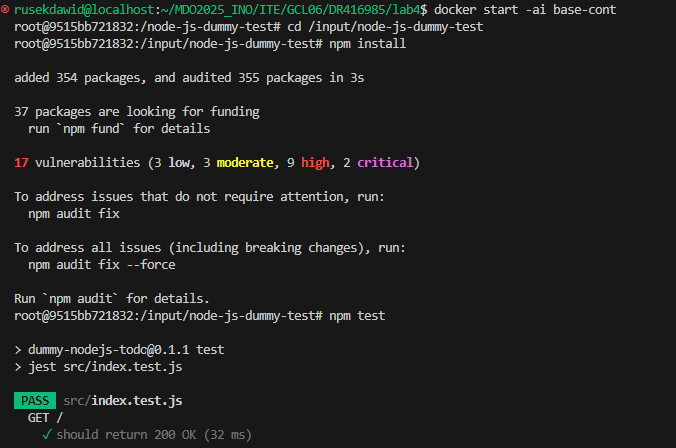 rusekdawid@localhost:~/MDO2025_INO/ITE/GCL06/DR416985/lab4$ docker start -ai base-cont
root@9515bb721832:/node-js-dummy-test# cd /input/node-js-dummy-test
root@9515bb721832:/input/node-js-dummy-test# npm install
added 354 packages, and audited 355 packages in 3s
37 packages are looking for funding
  run `npm fund` for details
17 vulnerabilities (3 low, 3 moderate, 9 high, 2 critical)
To address issues that do not require attention, run:
  npm audit fix
To address all issues (including breaking changes), run:
  npm audit fix --force
Run `npm audit` for details.
root@9515bb721832:/input/node-js-dummy-test# npm test
> dummy-nodejs-todo@0.1.1 test
> jest src/index.test.js
PASS src/index.test.js
  GET /
    ✓ should return 200 OK (32 ms)